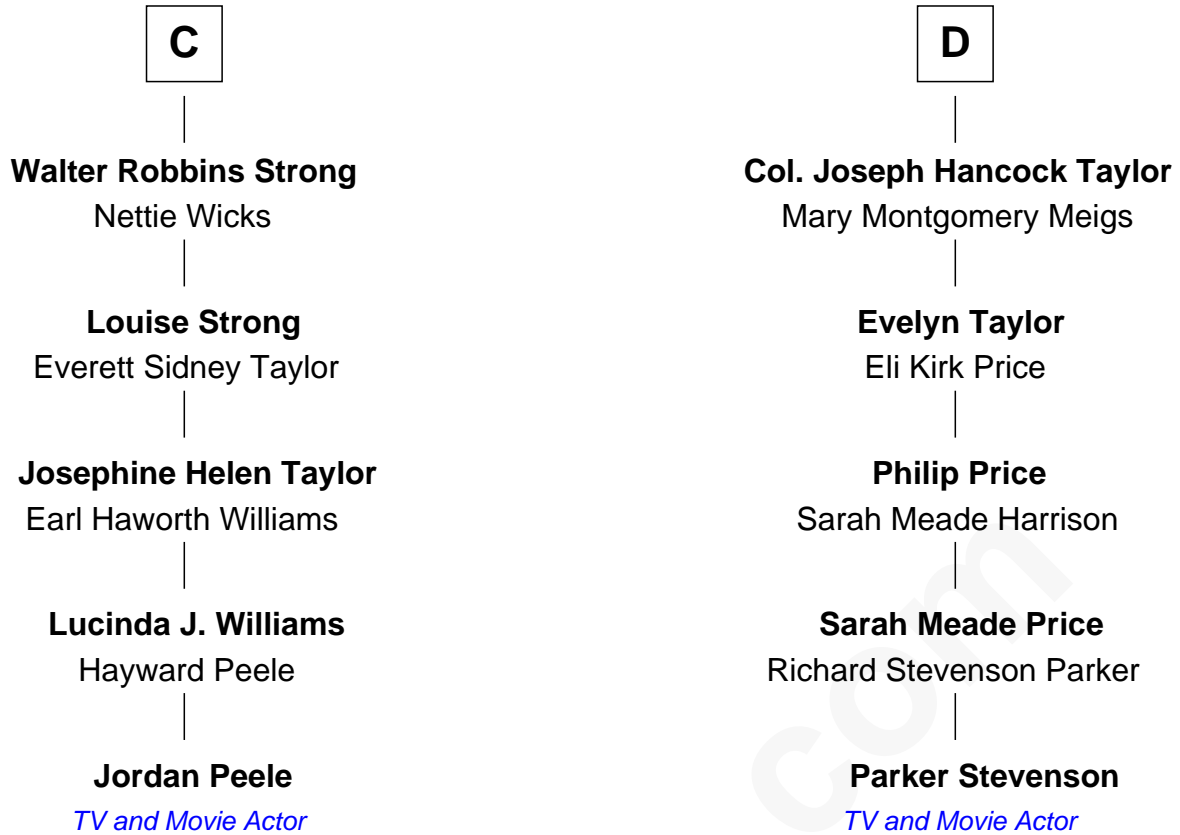 C
Walter Robbins Strong
Nettie Wicks
Louise Strong
Everett Sidney Taylor
Josephine Helen Taylor
Earl Haworth Williams
Lucinda J. Williams
Hayward Peele
Jordan Peele
TV and Movie Actor
D
Col. Joseph Hancock Taylor
Mary Montgomery Meigs
Evelyn Taylor
Eli Kirk Price
Philip Price
Sarah Meade Harrison
Sarah Meade Price
Richard Stevenson Parker
Parker Stevenson
TV and Movie Actor
com